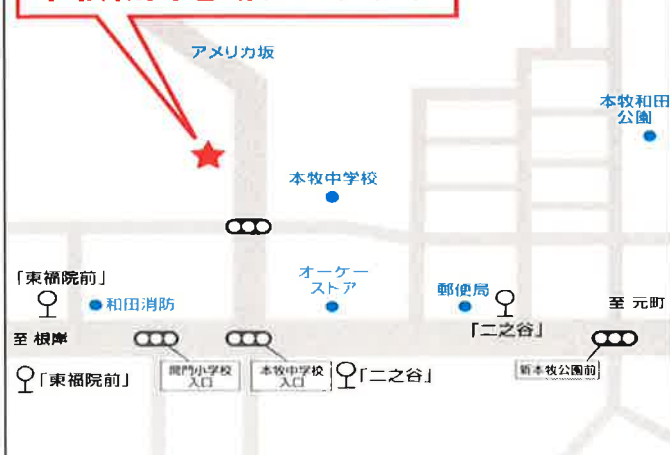 アメリカ坂
本牧和田
公園
本牧中学校
「東福院前」
和田消防
オーケー
ストア
郵便局
「二之谷」
至 元町
至 根岸
間門小学校
入口
本牧中学校
入口
新本牧公園前
「東福院前」
「二之谷」